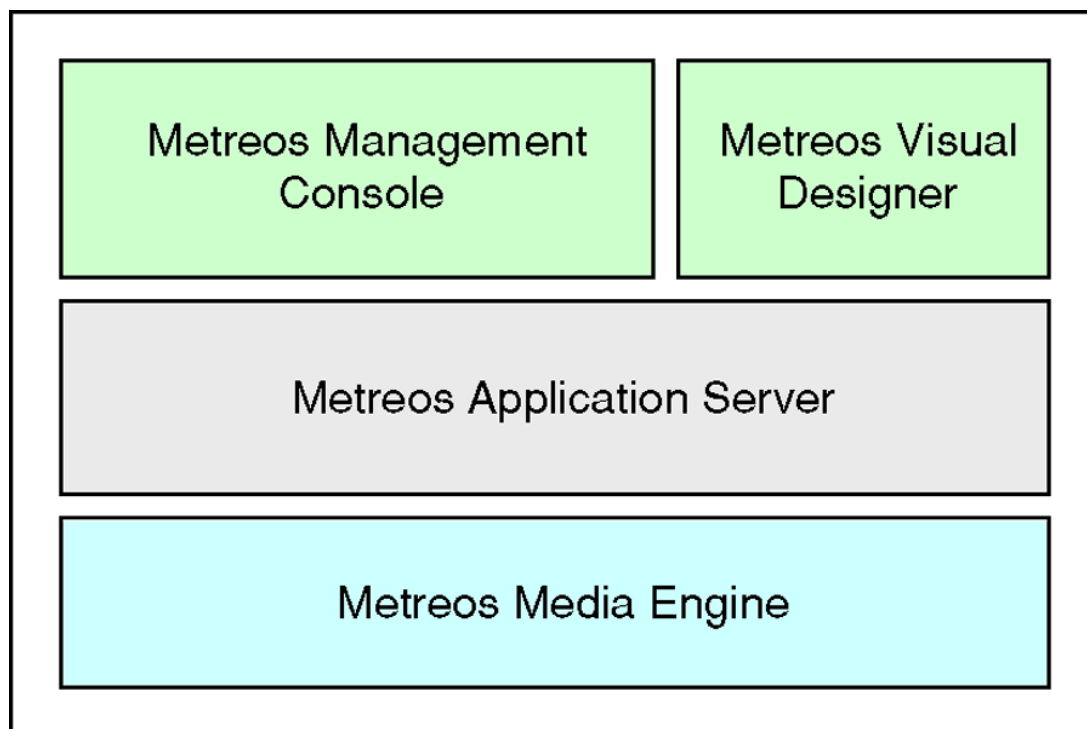 Metreos Management
Console
Metreos Visual
Designer
Metreos Application Server
Metreos Media Engine